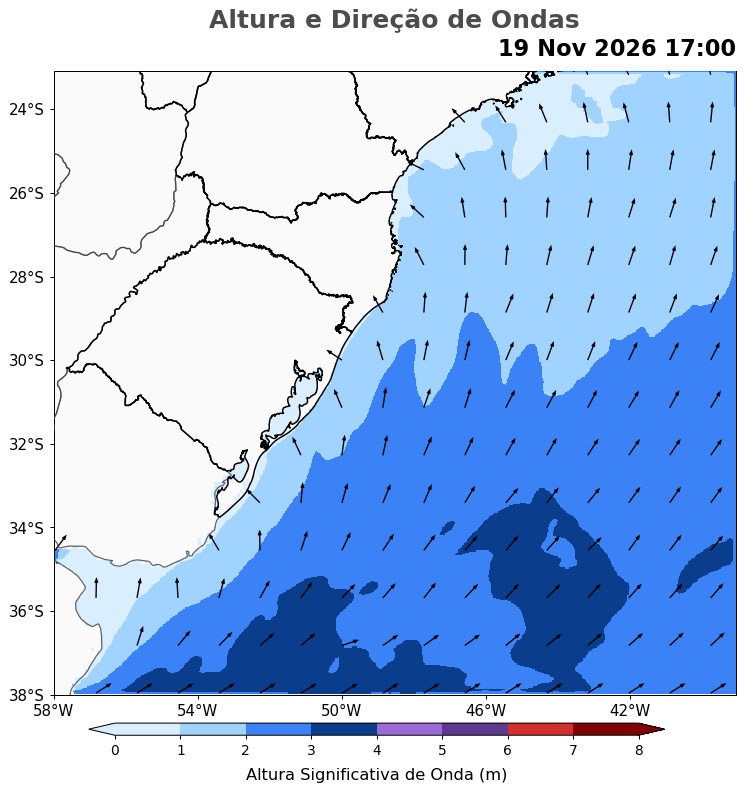 Altura e Direção de Ondas
19 Nov 2026 17:00
24°S
26°S
28°S
30°S
32°S
34°S
36°S
38°S
58°W 54°W 50°W 46°W 42°W
0 1 2 3 4 5 6 7 8
Altura Significativa de Onda (m)